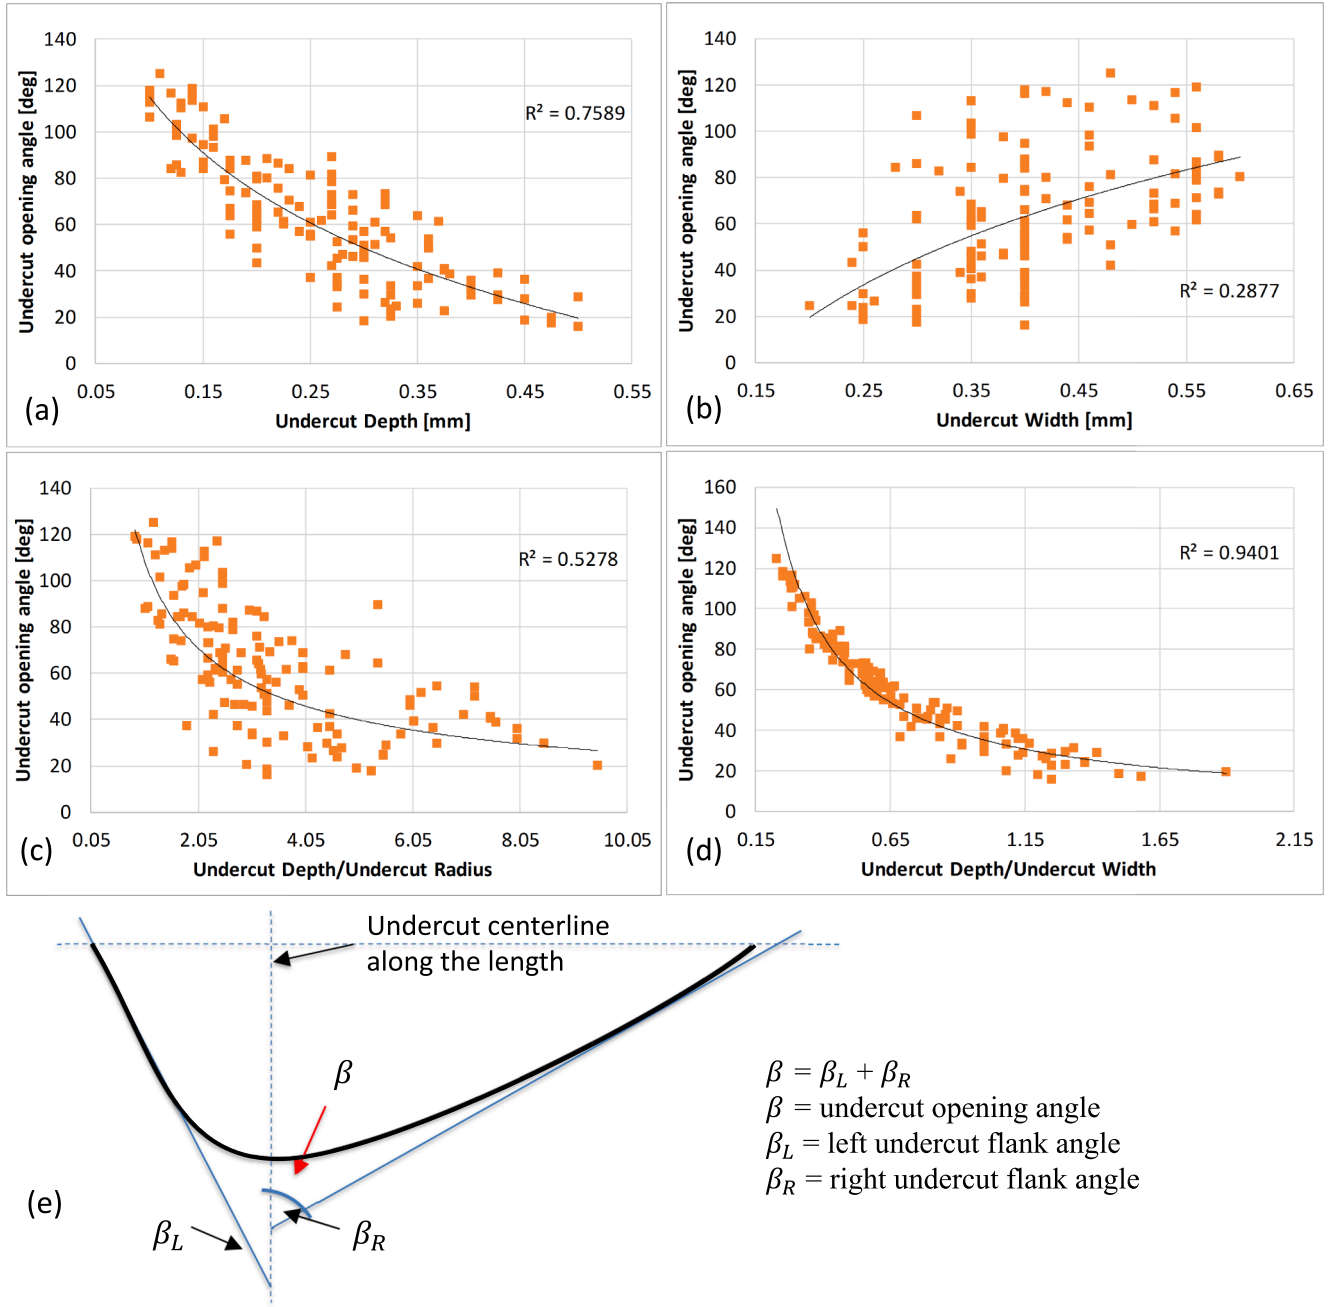 140
120
100
80
60
40
20
0
Undercut opening angle [deg]
R² = 0.7589
0.05 0.15 0.25 0.35 0.45 0.55
(a)
Undercut Depth [mm]
140
120
100
80
60
40
20
0
Undercut opening angle [deg]
R² = 0.2877
0.15 0.25 0.35 0.45 0.55 0.65
(b)
Undercut Width [mm]
140
120
100
80
60
40
20
0
Undercut opening angle [deg]
R² = 0.5278
0.05 2.05 4.05 6.05 8.05 10.05
(c)
Undercut Depth/Undercut Radius
160
140
120
100
80
60
40
20
0
Undercut opening angle [deg]
R² = 0.9401
0.15 0.65 1.15 1.65 2.15
(d)
Undercut Depth/Undercut Width
Undercut centerline
along the length
β
β_L
β_R
(e)
β = β_L + β_R
β = undercut opening angle
β_L = left undercut flank angle
β_R = right undercut flank angle